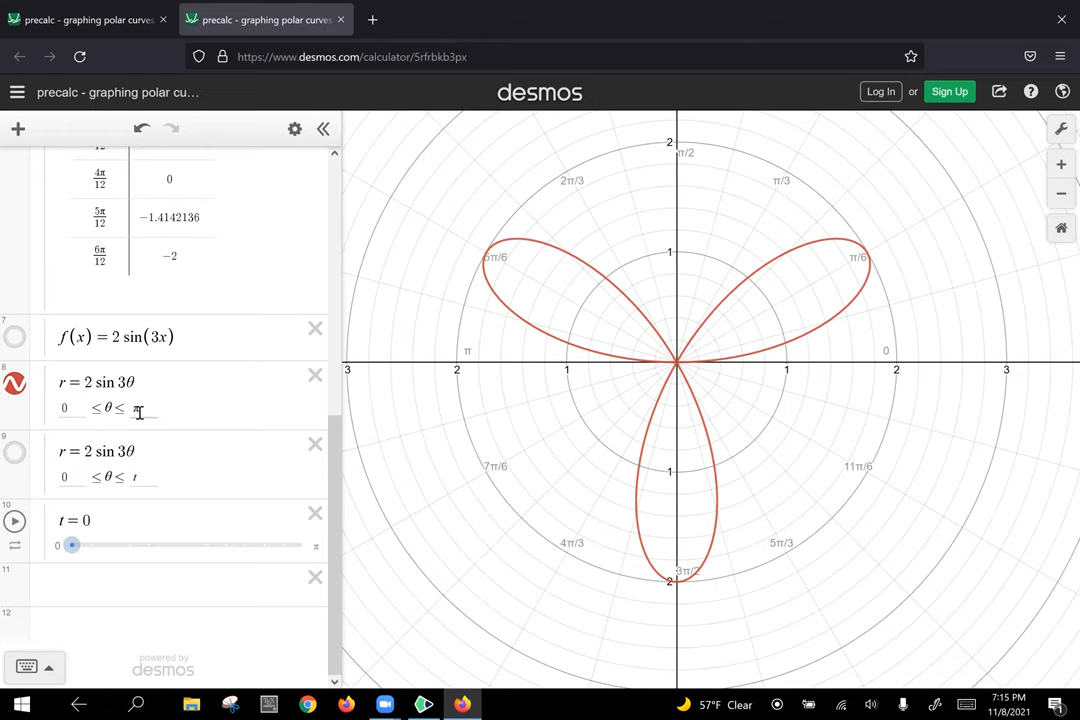 precalc - graphing polar curves
precalc - graphing polar curves
https://www.desmos.com/calculator/5rfrbkb3px
precalc - graphing polar cu…
desmos
Log In or Sign Up
12
4π/12 0
5π/12 −1.4142136
6π/12 −2
7
f(x) = 2 sin(3x)
8
r = 2 sin 3θ
0 ≤ θ ≤ π
9
r = 2 sin 3θ
0 ≤ θ ≤ t
10
t = 0
0 π
11
12
powered by
desmos
2
π/2
2π/3 π/3
1
5π/6 π/6
π 0
3 2 1 1 2 3
7π/6 1 11π/6
4π/3 5π/3
3π/2
2
57°F Clear
7:15 PM
11/8/2021
1